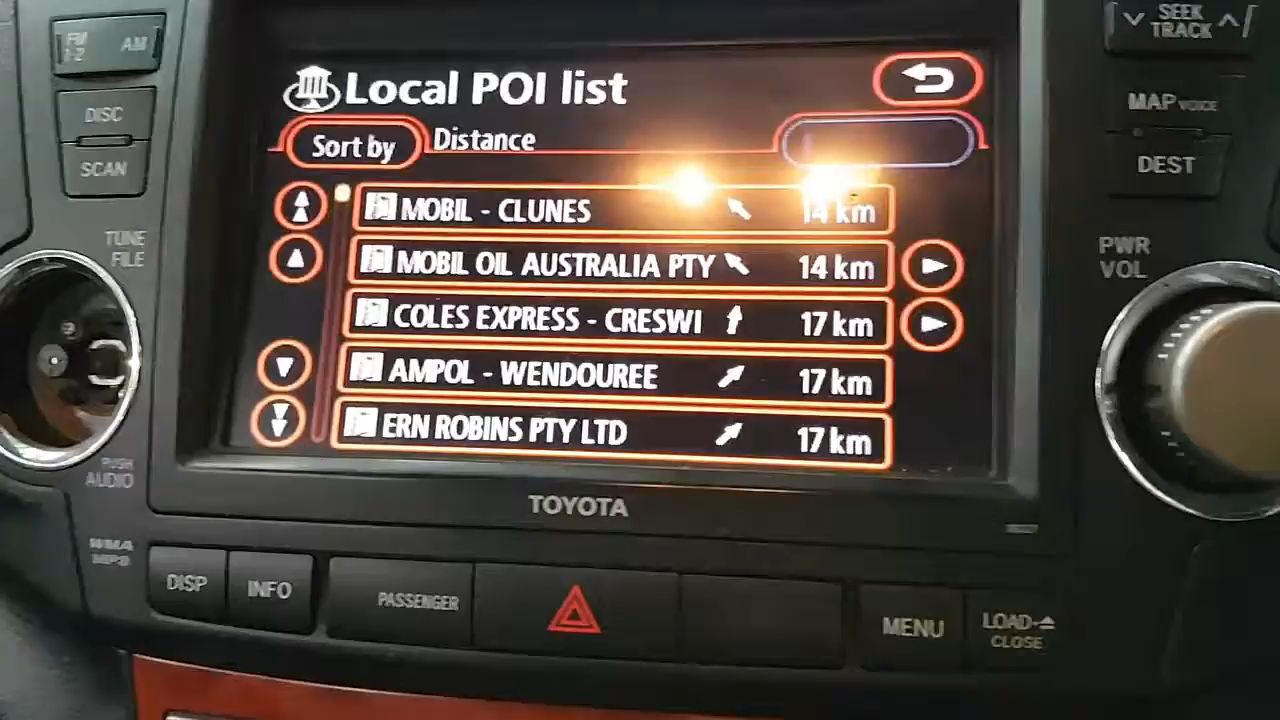 FM 1·2 AM
SEEK
TRACK
DISC
SCAN
TUNE
FILE
Local POI list
Sort by Distance
MOBIL - CLUNES 14 km
MOBIL OIL AUSTRALIA PTY 14 km
COLES EXPRESS - CRESWI 17 km
AMPOL - WENDOUREE 17 km
ERN ROBINS PTY LTD 17 km
MAP VOICE
DEST
PWR
VOL
PUSH
AUDIO
TOYOTA
WMA
MP3
DISP
INFO
PASSENGER
MENU
LOAD-
CLOSE